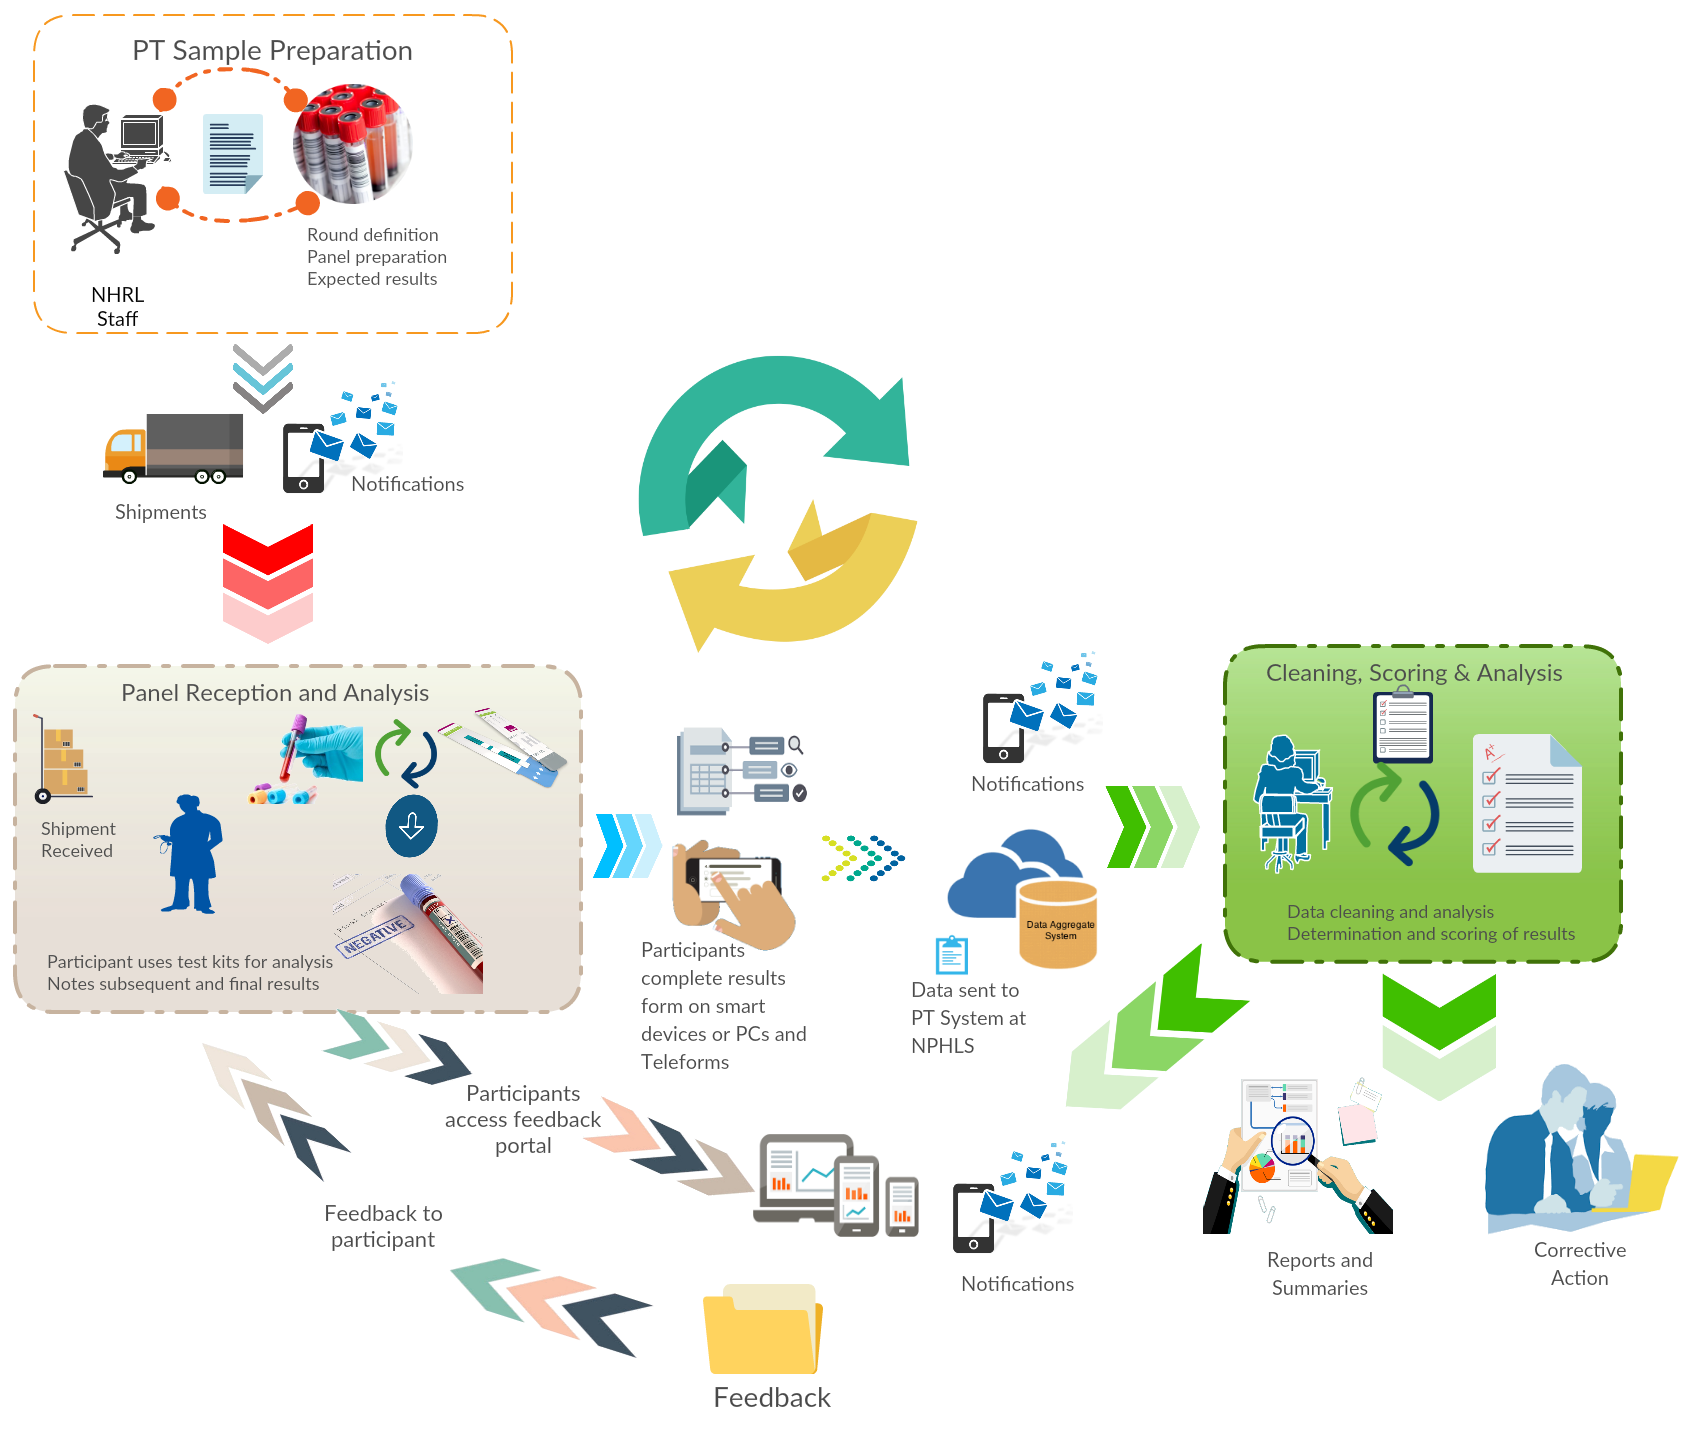 PT Sample Preparation
Round definition
Panel preparation
Expected results
NHRL
Staff
Notifications
Shipments
Panel Reception and Analysis
Shipment
Received
NEGATIVE
Participant uses test kits for analysis
Notes subsequent and final results
Participants
complete results
form on smart
devices or PCs and
Teleforms
Notifications
Data Aggregate
System
Data sent to
PT System at
NPHLS
Cleaning, Scoring & Analysis
A+
Data cleaning and analysis
Determination and scoring of results
Participants
access feedback
portal
Feedback to
participant
Notifications
Reports and
Summaries
Corrective
Action
Feedback